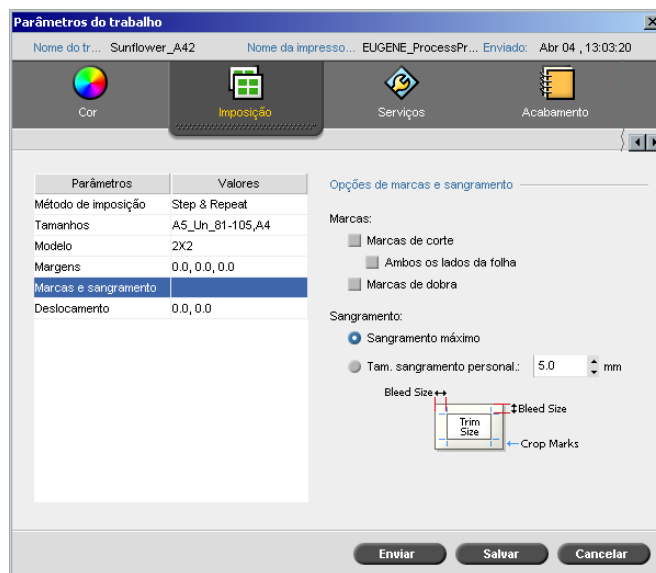 Parâmetros do trabalho
Nome do tr... Sunflower_A42 Nome da impresso... EUGENE_ProcessPr... Enviado: Abr 04 , 13:03:20
Cor Imposição Serviços Acabamento
Parâmetros Valores
Método de imposição Step & Repeat
Tamanhos A5_Un_81-105,A4
Modelo 2X2
Margens 0.0, 0.0, 0.0
Marcas e sangramento
Deslocamento 0.0, 0.0
Opções de marcas e sangramento
Marcas:
Marcas de corte
Ambos os lados da folha
Marcas de dobra
Sangramento:
Sangramento máximo
Tam. sangramento personal.: 5.0 mm
Bleed Size
Bleed Size
Trim
Size
Crop Marks
Enviar Salvar Cancelar